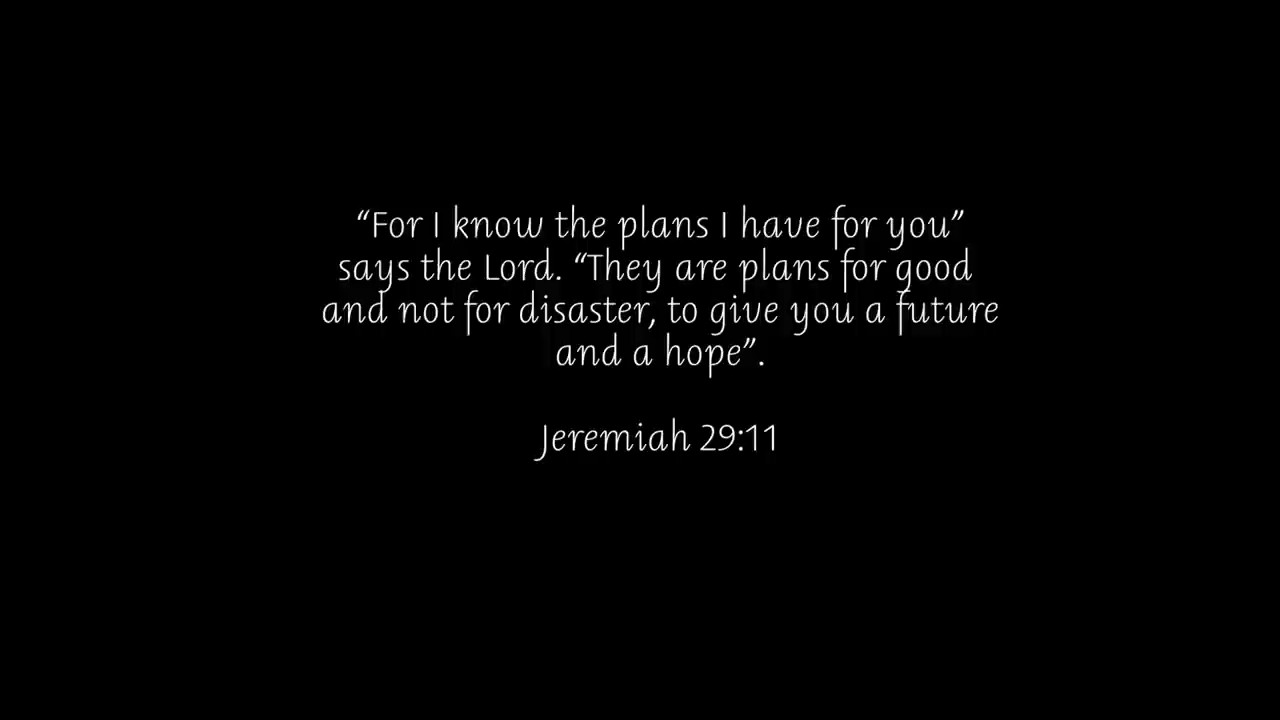 “For I know the plans I have for you”
says the Lord. “They are plans for good
and not for disaster, to give you a future
and a hope”.
Jeremiah 29:11